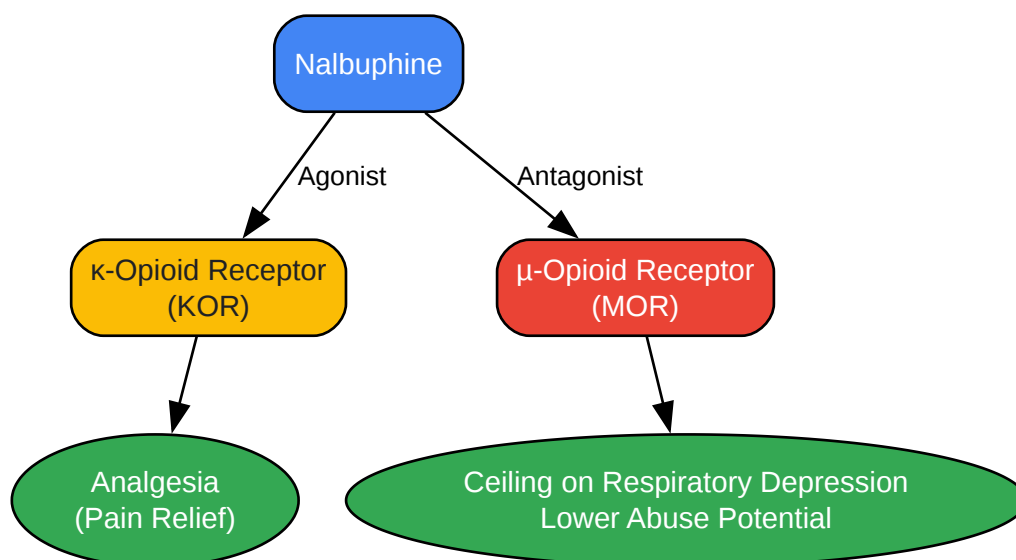 Nalbuphine
Agonist
Antagonist
κ-Opioid Receptor
(KOR)
μ-Opioid Receptor
(MOR)
Analgesia
(Pain Relief)
Ceiling on Respiratory Depression
Lower Abuse Potential